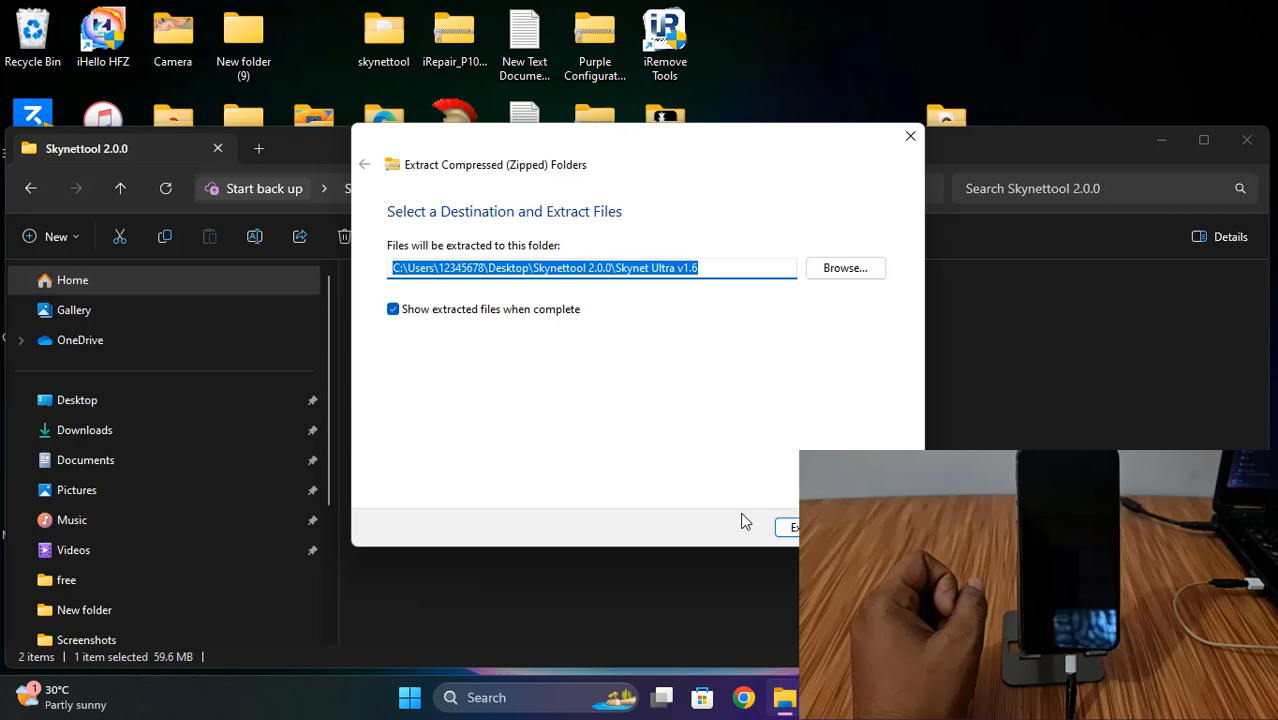 Recycle Bin
iHello HFZ
Camera
New folder
(9)
skynettool
iRepair_P10...
New Text
Docume...
Purple
Configurat...
iRemove
Tools
Skynettool 2.0.0
Start back up
Search Skynettool 2.0.0
New
Details
Extract Compressed (Zipped) Folders
Select a Destination and Extract Files
Files will be extracted to this folder:
C:\Users\12345678\Desktop\Skynettool 2.0.0\Skynet Ultra v1.6
Browse...
Show extracted files when complete
Home
Gallery
OneDrive
Desktop
Downloads
Documents
Pictures
Music
Videos
free
New folder
Screenshots
2 items
1 item selected 59.6 MB
1
30°C
Partly sunny
Search